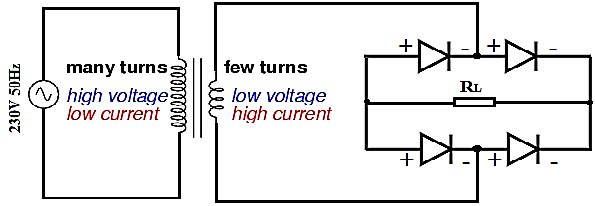 230V 50Hz
many turns
high voltage
low current
few turns
low voltage
high current
+ - + -
RL
+ - + -